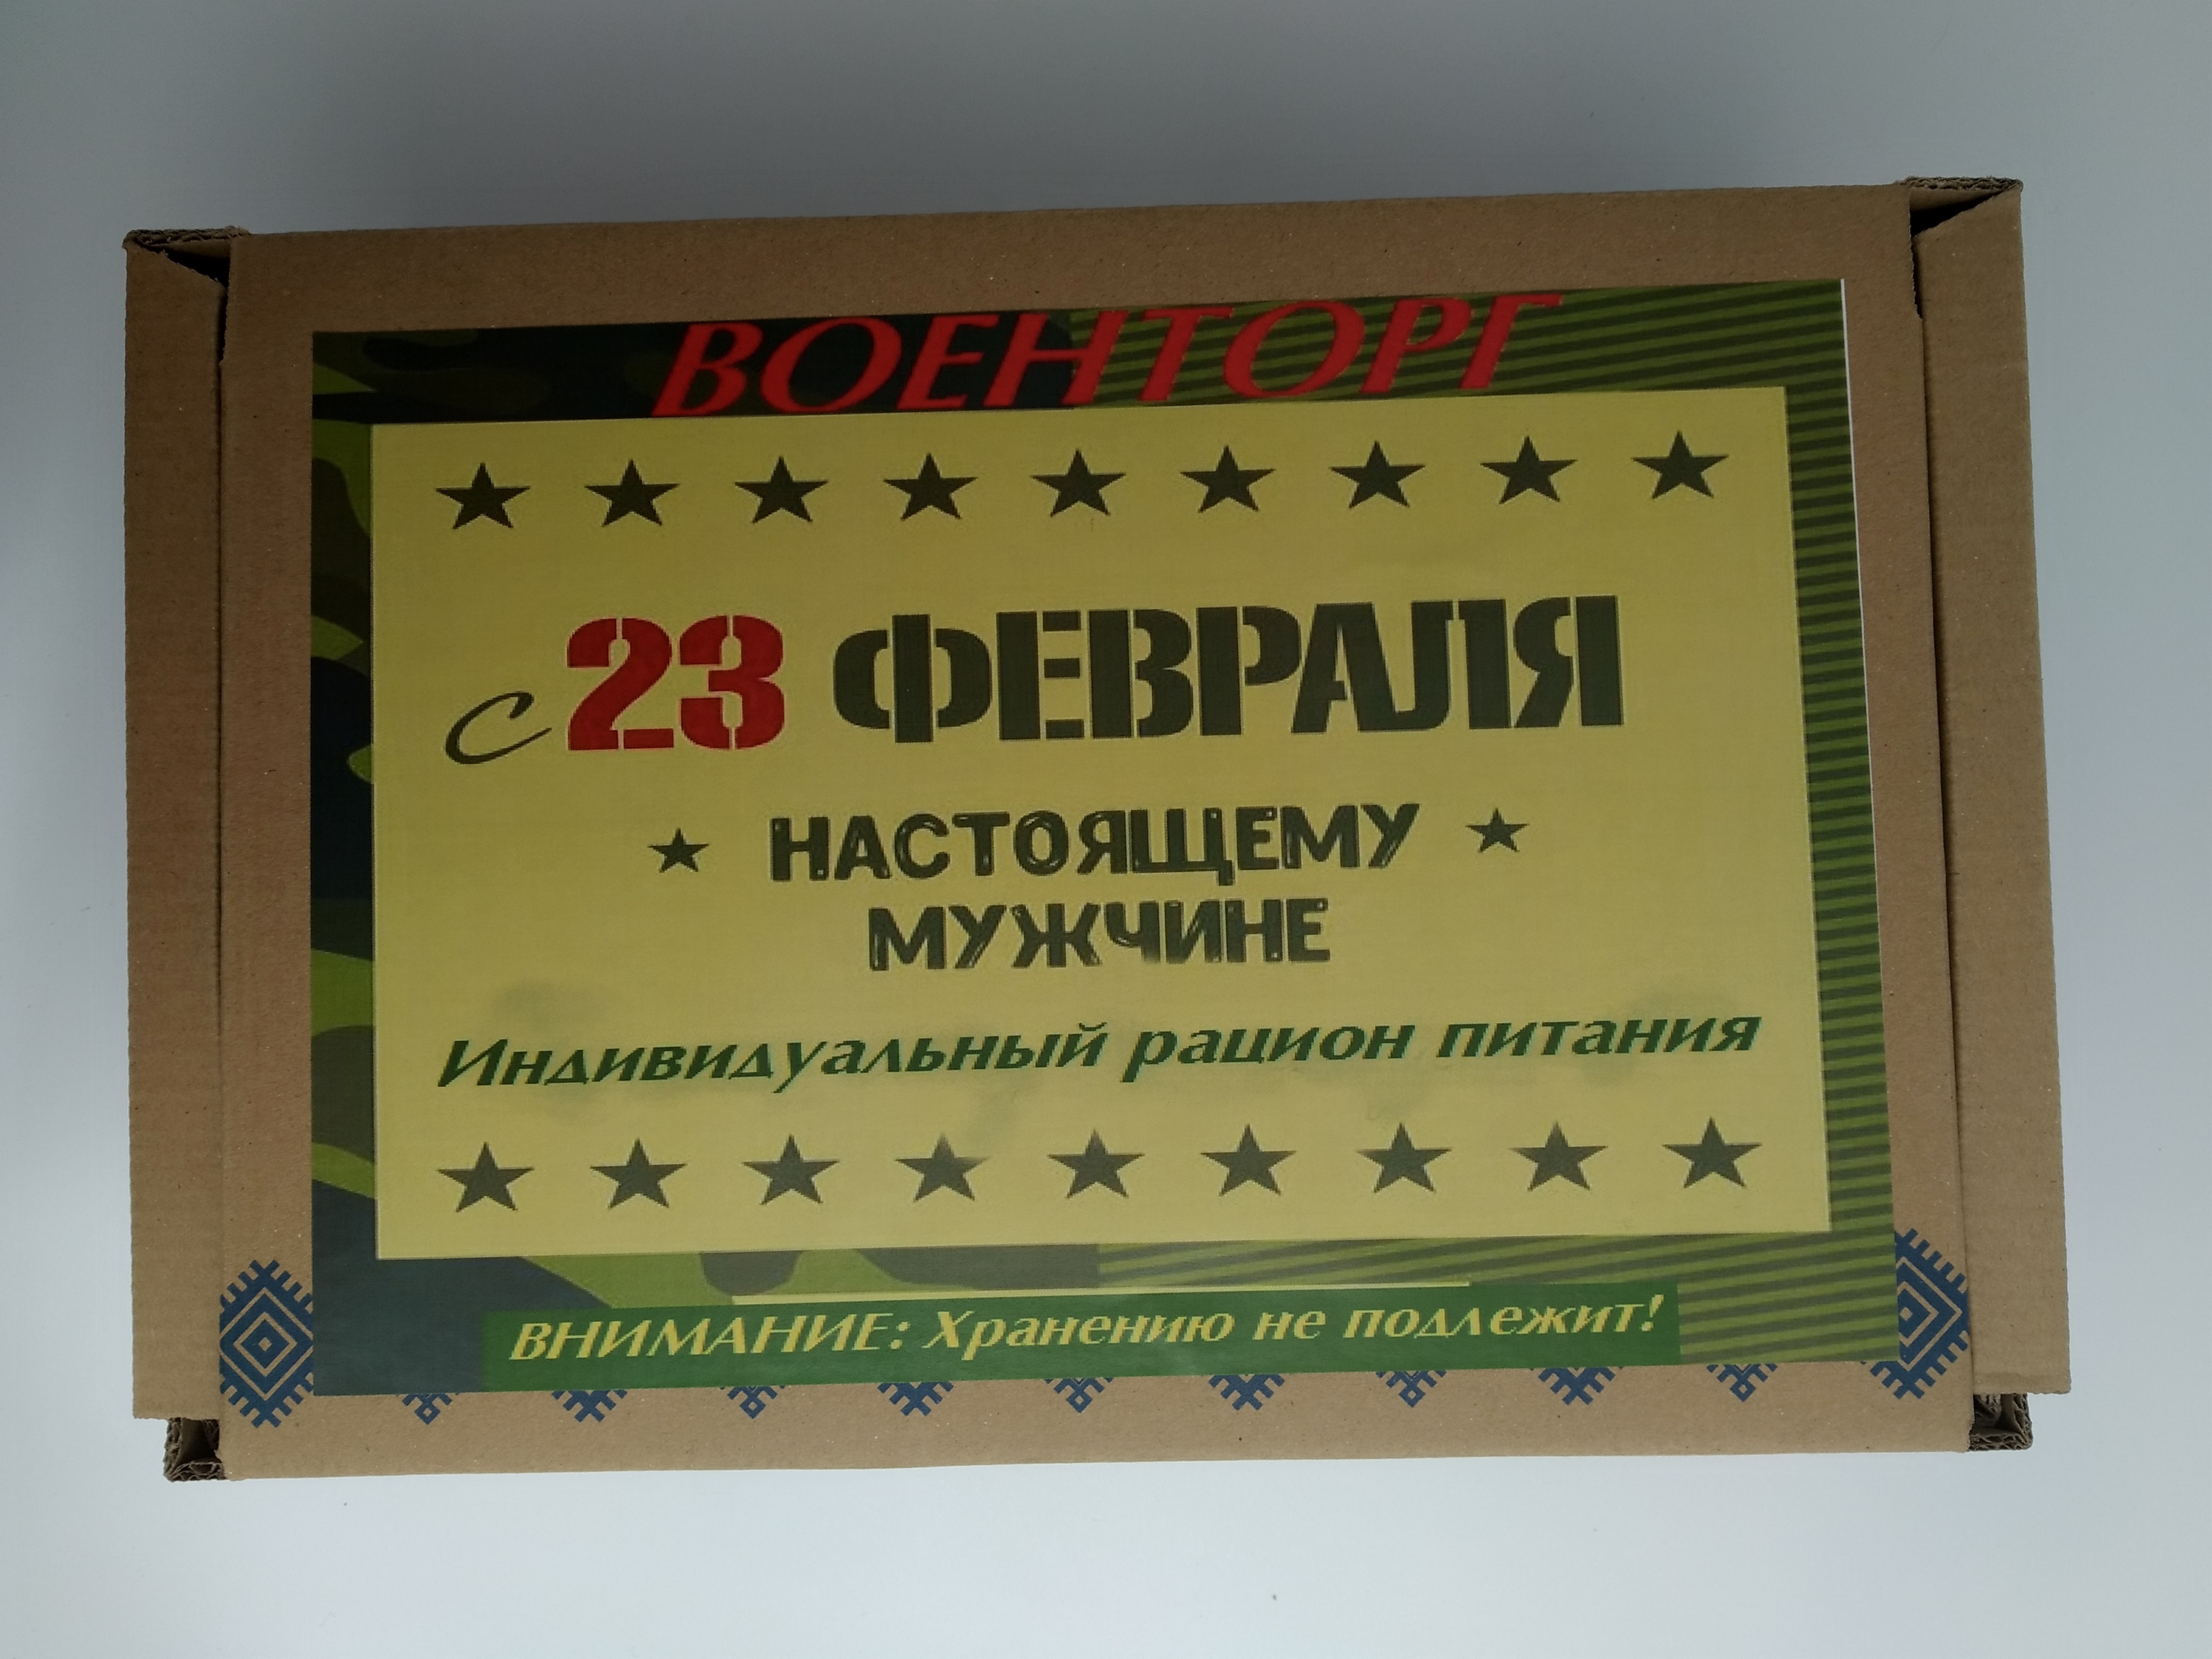 ВОЕНТОРГ
с 23 ФЕВРАЛЯ
НАСТОЯЩЕМУ
МУЖЧИНЕ
Индивидуальный рацион питания
ВНИМАНИЕ: Хранению не подлежит!